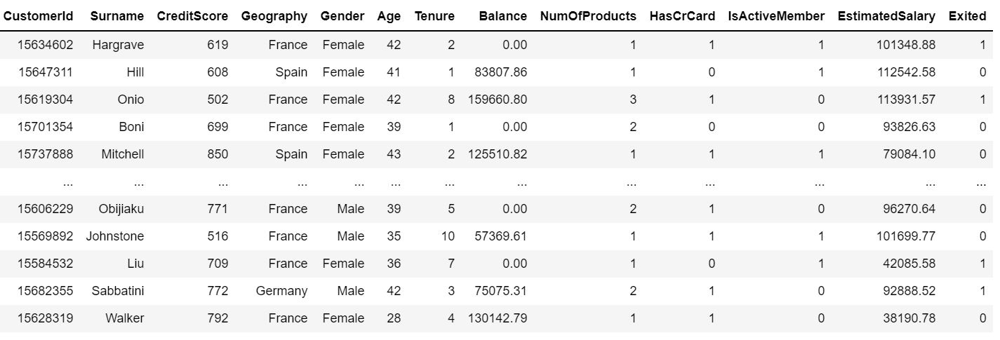 CustomerId Surname CreditScore Geography Gender Age Tenure Balance NumOfProducts HasCrCard IsActiveMember EstimatedSalary Exited
15634602 Hargrave 619 France Female 42 2 0.00 1 1 1 101348.88 1
15647311 Hill 608 Spain Female 41 1 83807.86 1 0 1 112542.58 0
15619304 Onio 502 France Female 42 8 159660.80 3 1 0 113931.57 1
15701354 Boni 699 France Female 39 1 0.00 2 0 0 93826.63 0
15737888 Mitchell 850 Spain Female 43 2 125510.82 1 1 1 79084.10 0
... ... ... ... ... ... ... ... ... ... ... ... ...
15606229 Obijiaku 771 France Male 39 5 0.00 2 1 0 96270.64 0
15569892 Johnstone 516 France Male 35 10 57369.61 1 1 1 101699.77 0
15584532 Liu 709 France Female 36 7 0.00 1 0 1 42085.58 1
15682355 Sabbatini 772 Germany Male 42 3 75075.31 2 1 0 92888.52 1
15628319 Walker 792 France Female 28 4 130142.79 1 1 0 38190.78 0